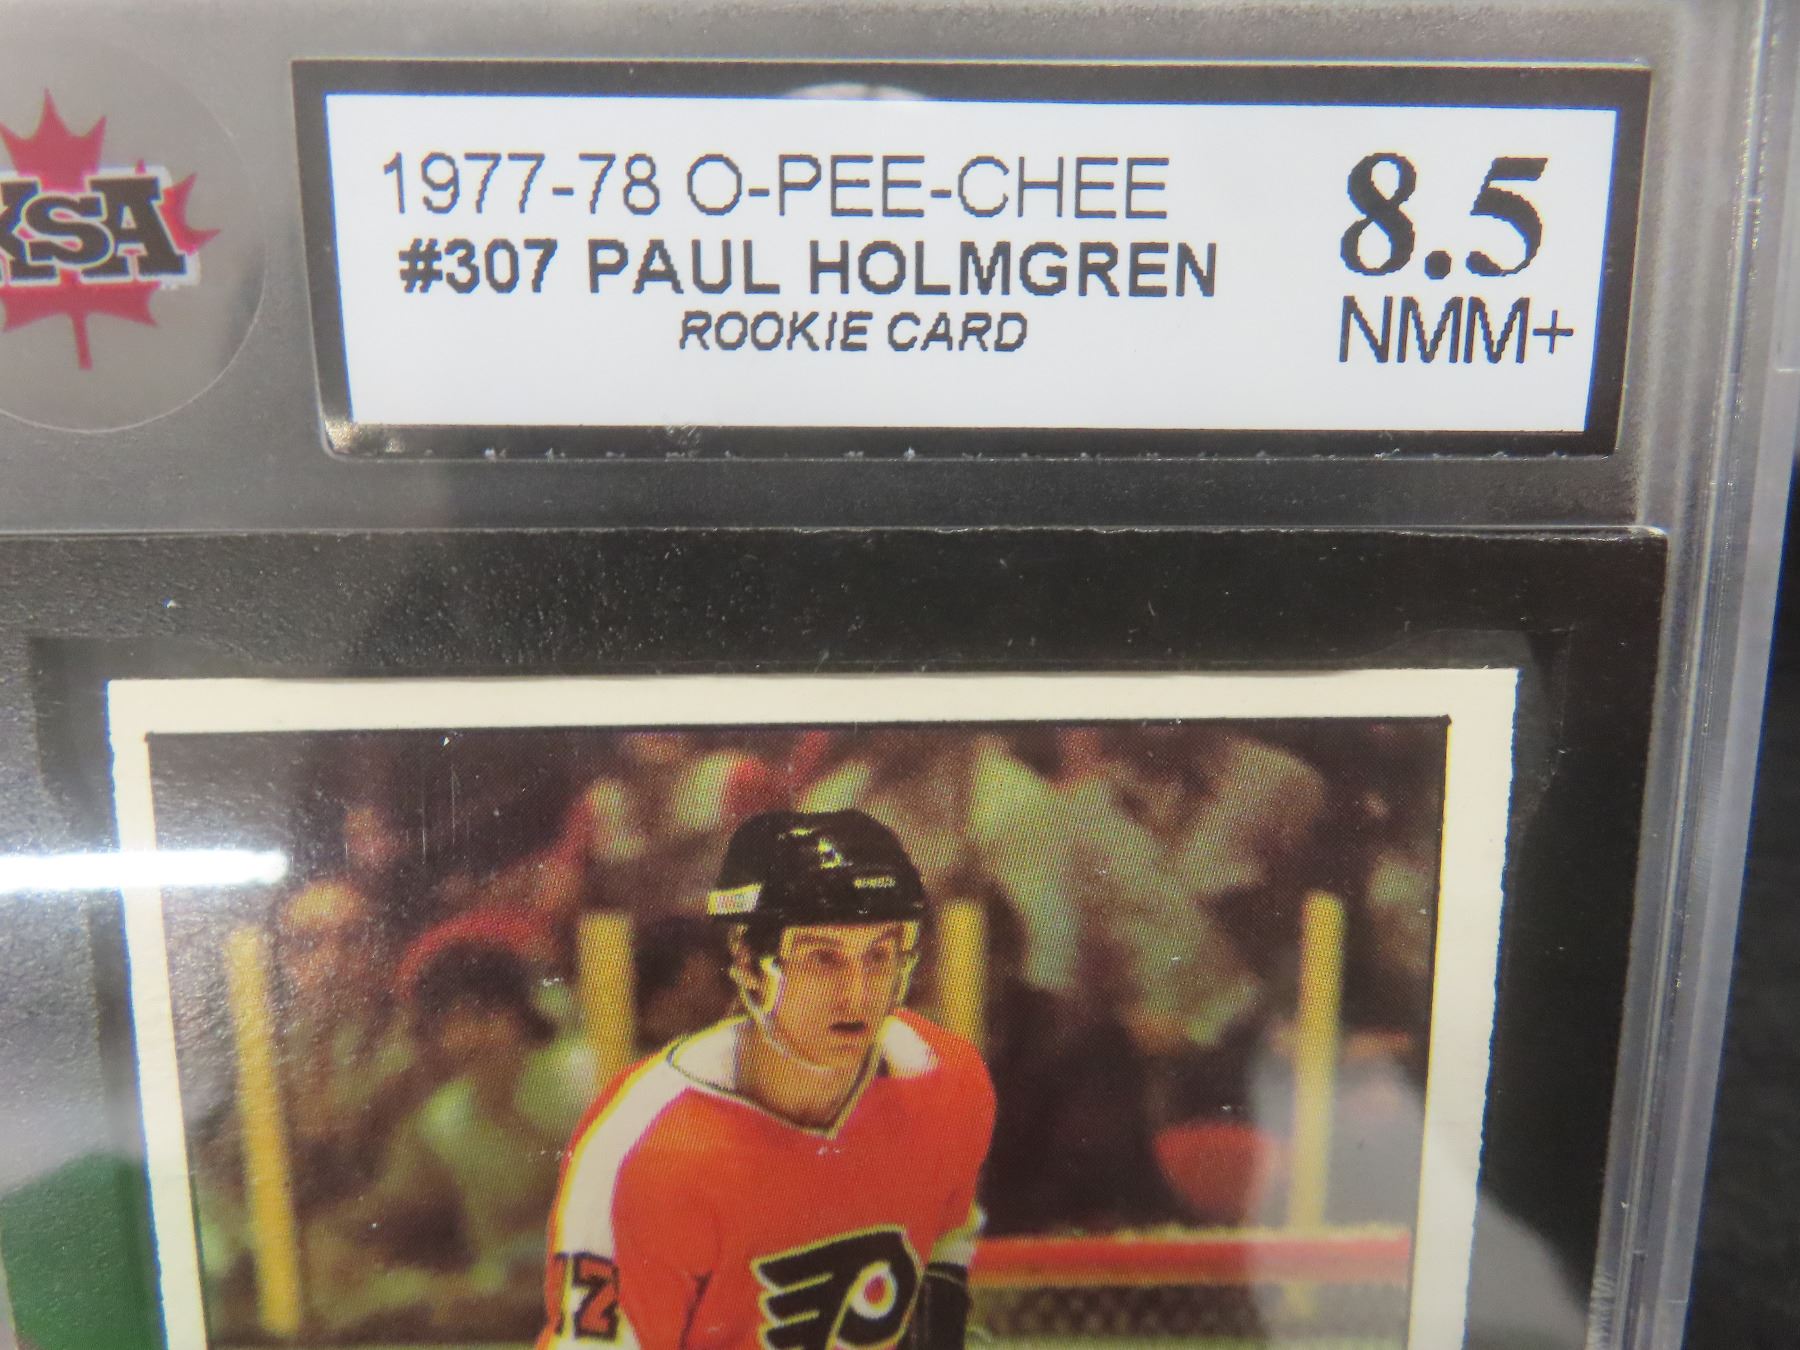 KSA
1977-78 O-PEE-CHEE
#307 PAUL HOLMGREN
ROOKIE CARD
8.5
NMM+